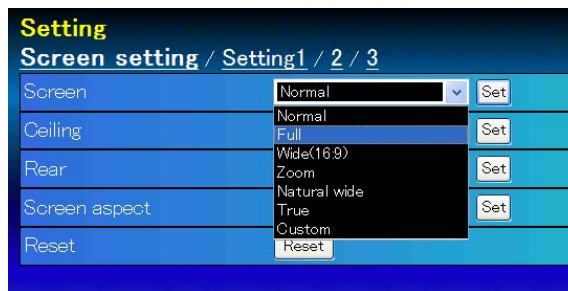 Setting
Screen setting / Setting1 / 2 / 3
Screen Normal Set
Normal
Ceiling Full Set
Wide(16:9)
Rear Zoom Set
Natural wide
Screen aspect True Set
Custom
Reset Reset